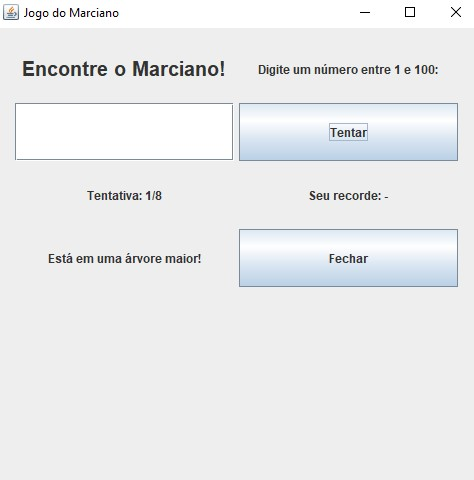 Jogo do Marciano
Encontre o Marciano!
Digite um número entre 1 e 100:
Tentar
Tentativa: 1/8
Seu recorde: -
Está em uma árvore maior!
Fechar